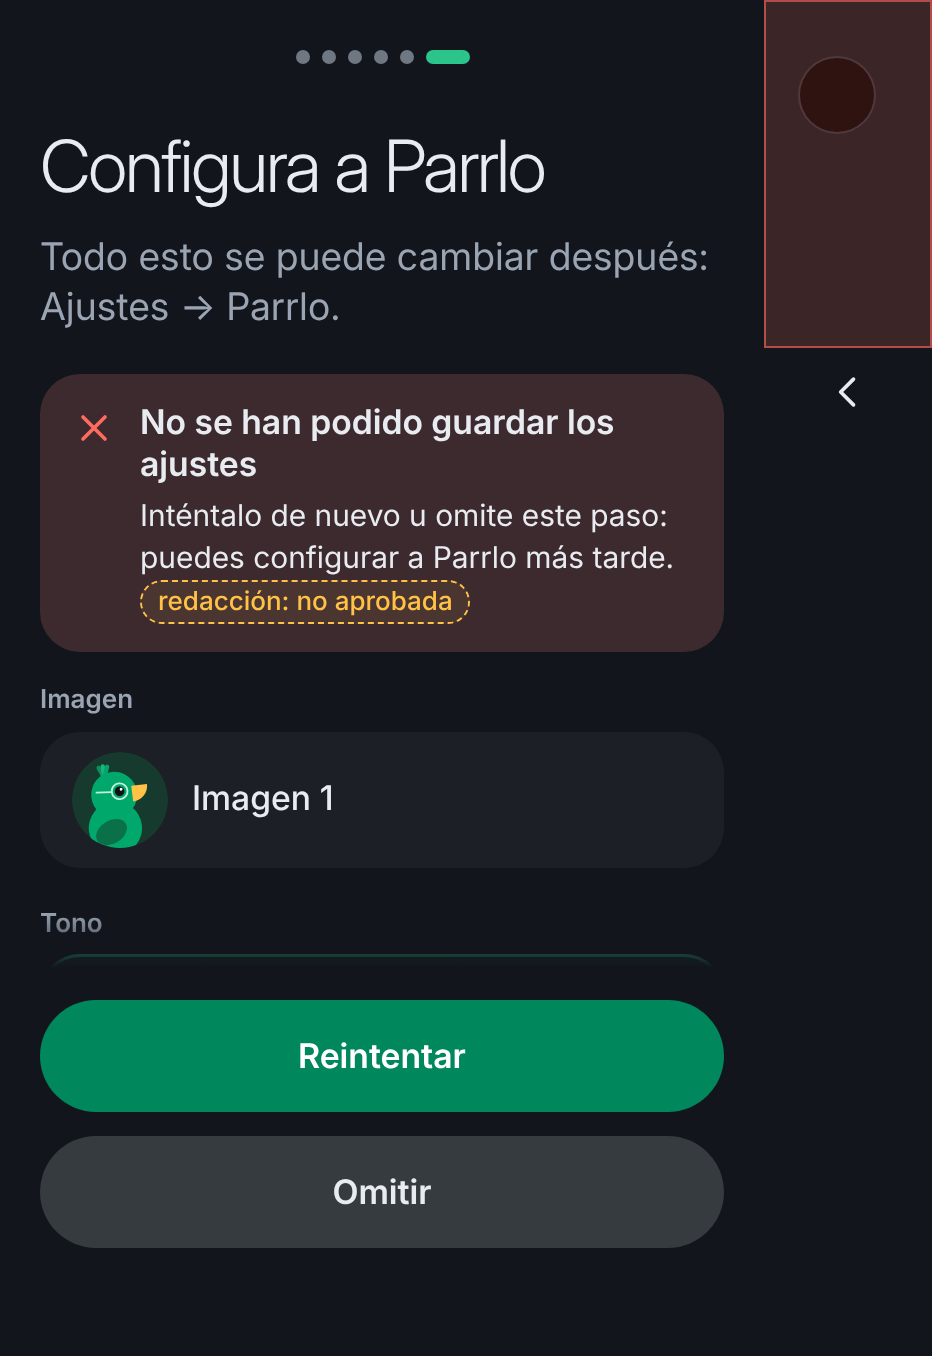 Configura a Parrlo
Todo esto se puede cambiar después:
Ajustes → Parrlo.
No se han podido guardar los
ajustes
Inténtalo de nuevo u omite este paso:
puedes configurar a Parrlo más tarde.
redacción: no aprobada
Imagen
Imagen 1
Tono
Reintentar
Omitir